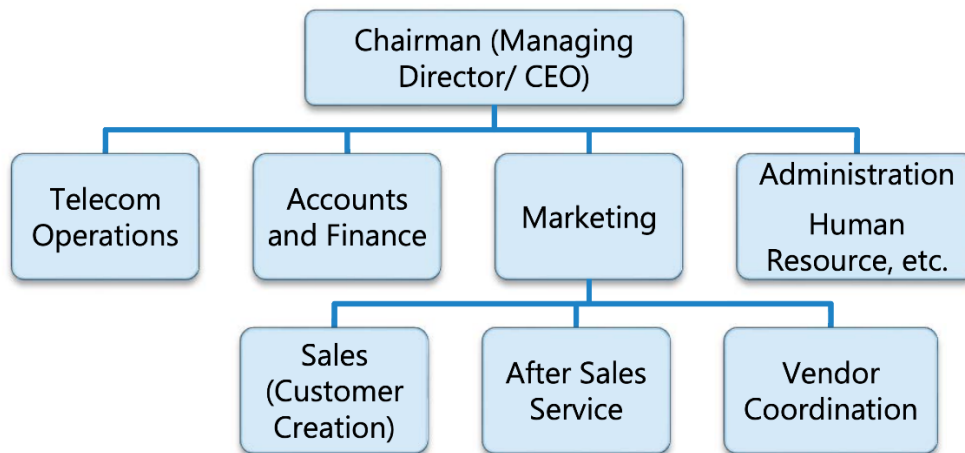 Chairman (Managing
Director/ CEO)
Telecom
Operations
Accounts
and Finance
Marketing
Administration
Human
Resource, etc.
Sales
(Customer
Creation)
After Sales
Service
Vendor
Coordination